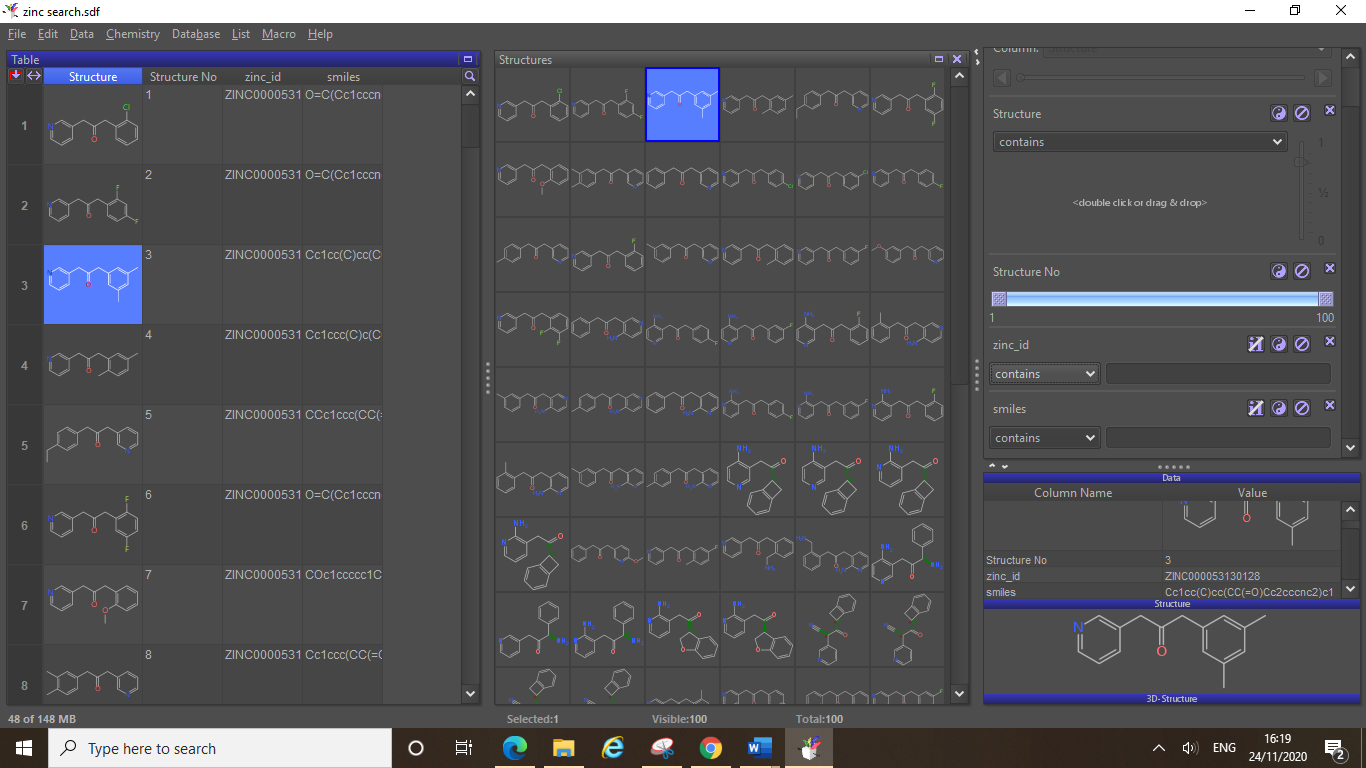 zinc search.sdf
File Edit Data Chemistry Database List Macro Help
Table
Structure Structure No zinc_id smiles
1 1 ZINC0000531 O=C(Cc1cccn
2 2 ZINC0000531 O=C(Cc1cccn
3 3 ZINC0000531 Cc1cc(C)cc(C
4 4 ZINC0000531 Cc1ccc(C)c(C
5 5 ZINC0000531 CCc1ccc(CC(=
6 6 ZINC0000531 O=C(Cc1cccn
7 7 ZINC0000531 COc1ccccc1C
8 8 ZINC0000531 Cc1ccc(CC(=C
48 of 148 MB
Structures
Selected:1 Visible:100 Total:100
Column: Structure
Structure
contains
1
½
0
<double click or drag & drop>
Structure No
1 100
zinc_id
contains
smiles
contains
Data
Column Name Value
Structure No 3
zinc_id ZINC000053130128
smiles Cc1cc(C)cc(CC(=O)Cc2cccnc2)c1
Structure
N
O
3D-Structure
Type here to search
ENG
16:19
24/11/2020
2